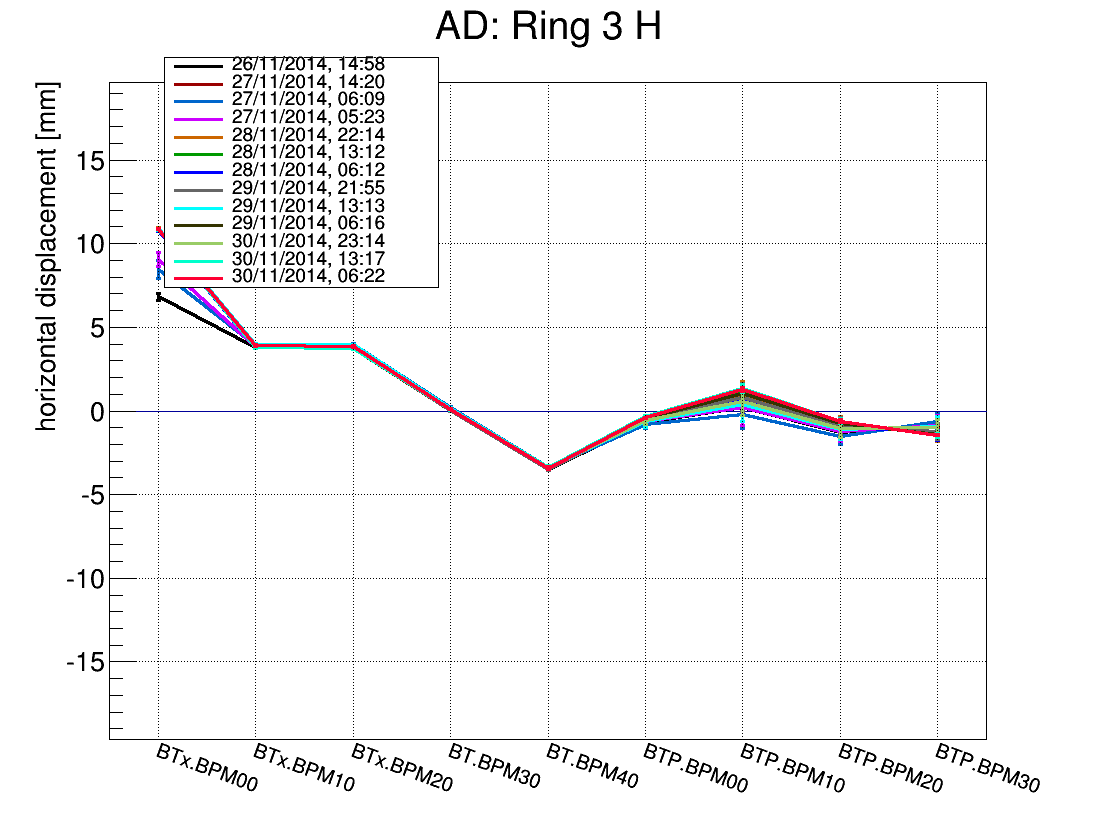 AD: Ring 3 H
horizontal displacement [mm]
26/11/2014, 14:58
27/11/2014, 14:20
27/11/2014, 06:09
27/11/2014, 05:23
28/11/2014, 22:14
28/11/2014, 13:12
28/11/2014, 06:12
29/11/2014, 21:55
29/11/2014, 13:13
29/11/2014, 06:16
30/11/2014, 23:14
30/11/2014, 13:17
30/11/2014, 06:22
15
10
5
0
-5
-10
-15
BTx.BPM00
BTx.BPM10
BTx.BPM20
BT.BPM30
BT.BPM40
BTP.BPM00
BTP.BPM10
BTP.BPM20
BTP.BPM30